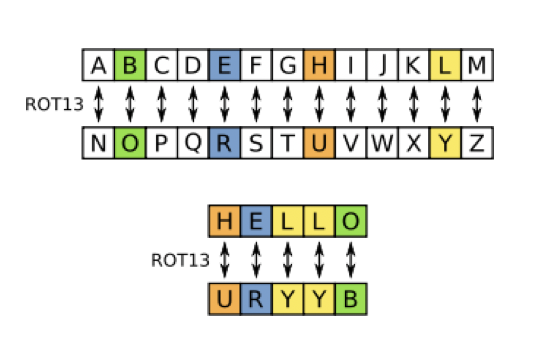 A B C D E F G H I J K L M
ROT13
N O P Q R S T U V W X Y Z
H E L L O
ROT13
U R Y Y B